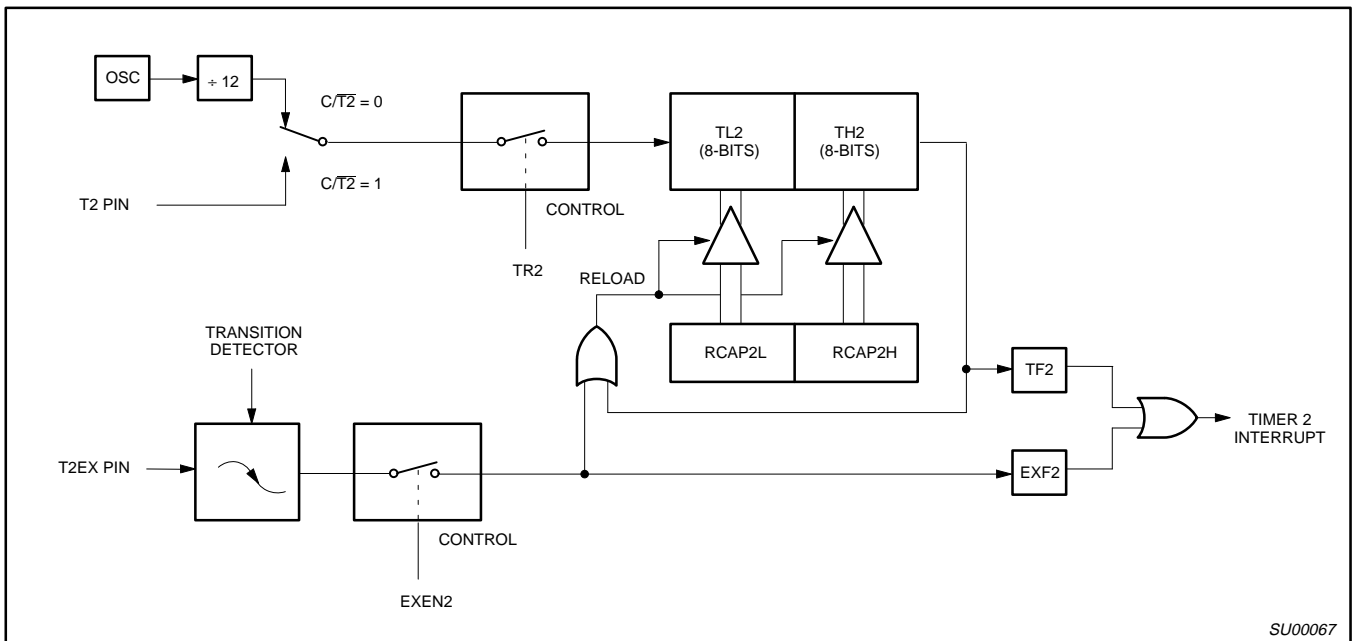 OSC
÷ 12
C/T2̅ = 0
C/T2̅ = 1
T2 PIN
CONTROL
TR2
TL2
(8-BITS)
TH2
(8-BITS)
RELOAD
RCAP2L
RCAP2H
TRANSITION
DETECTOR
T2EX PIN
CONTROL
EXEN2
TF2
EXF2
TIMER 2
INTERRUPT
SU00067